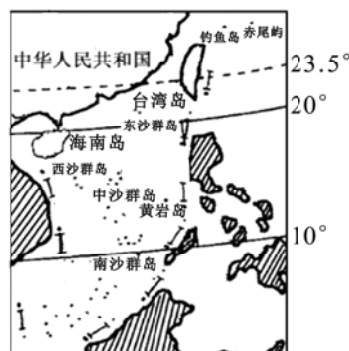 钓鱼岛 赤尾屿
中华人民共和国
23.5°
台湾岛
20°
东沙群岛
海南岛
西沙群岛
中沙群岛
黄岩岛
10°
南沙群岛